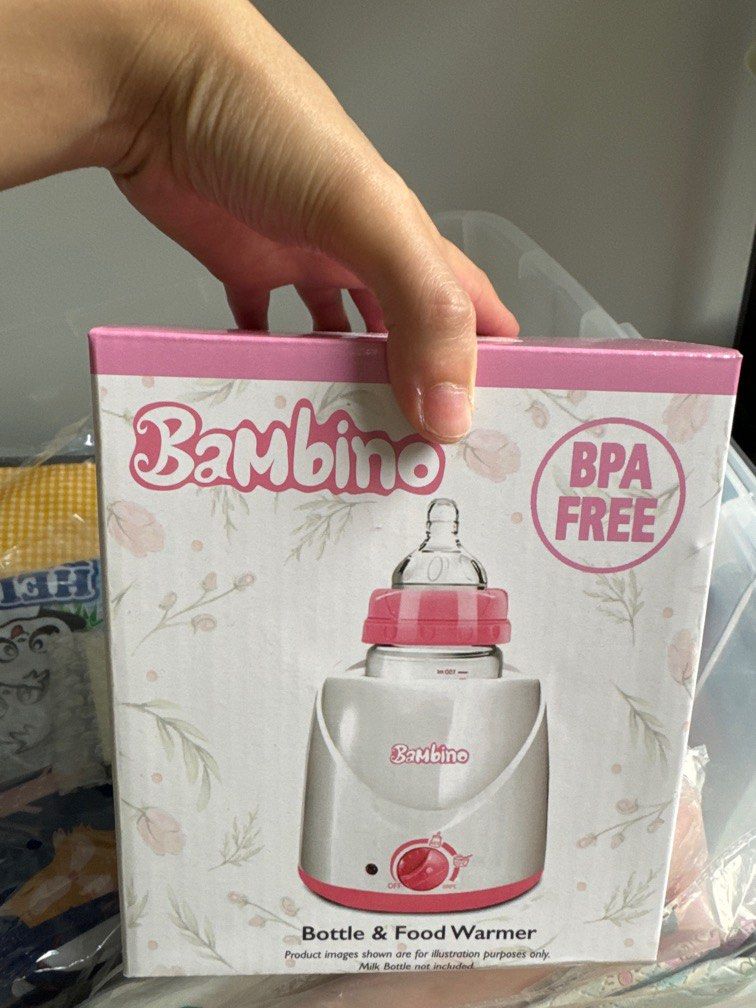 Bambino
BPA
FREE
Bambino
OFF
100°C
Bottle & Food Warmer
Product images shown are for illustration purposes only.
Milk Bottle not included.